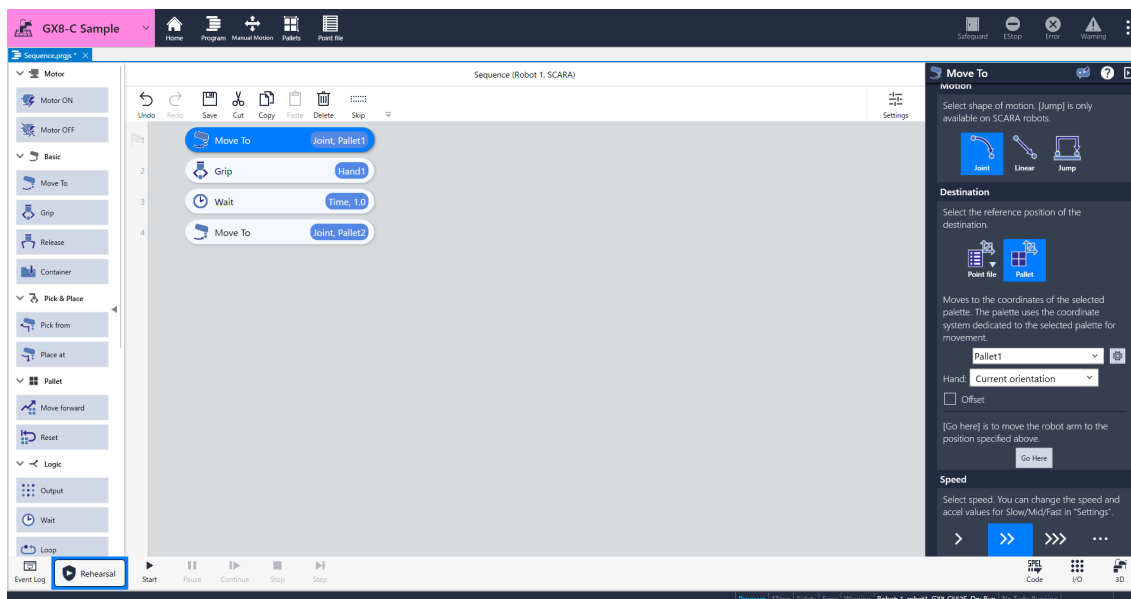 GX8-C Sample
Home
Program
Manual Motion
Pallets
Point file
Safeguard
EStop
Error
Warning
Sequence.prgjs *
Motor
Motor ON
Motor OFF
Basic
Move To
Grip
Release
Container
Pick & Place
Pick from
Place at
Pallet
Move forward
Reset
Logic
Output
Wait
Loop
Sequence (Robot 1, SCARA)
Undo
Redo
Save
Cut
Copy
Paste
Delete
Skip
Settings
1 Move To Joint, Pallet1
2 Grip Hand1
3 Wait Time, 1.0
4 Move To Joint, Pallet2
Move To
Motion
Select shape of motion. [Jump] is only
available on SCARA robots.
Joint
Linear
Jump
Destination
Select the reference position of the
destination.
Point file
Pallet
Moves to the coordinates of the selected
palette. The palette uses the coordinate
system dedicated to the selected palette for
movement.
Pallet1
Hand: Current orientation
Offset
[Go here] is to move the robot arm to the
position specified above.
Go Here
Speed
Select speed. You can change the speed and
accel values for Slow/Mid/Fast in "Settings".
Event Log
Rehearsal
Start
Pause
Continue
Stop
Step
SPEL
Code
I/O
3D